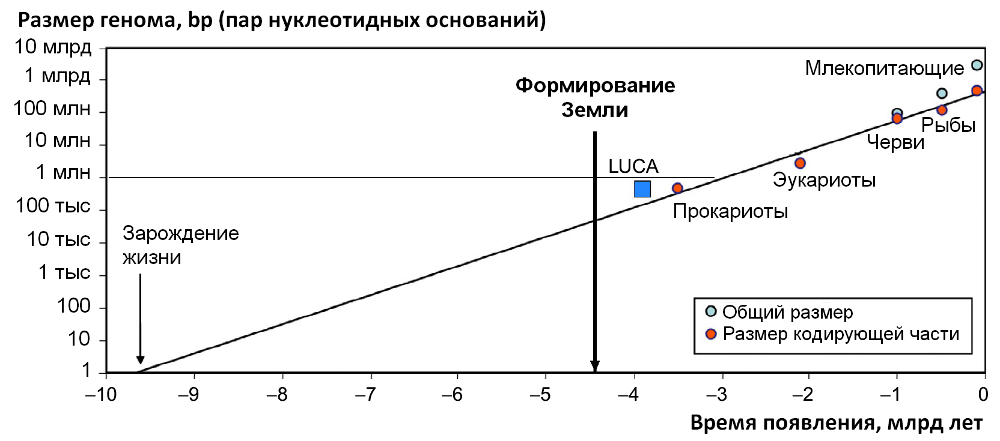 Размер генома, bp (пар нуклеотидных оснований)
10 млрд
1 млрд
100 млн
10 млн
1 млн
100 тыс
10 тыс
1 тыс
100
10
1
Млекопитающие
Формирование
Земли
Рыбы
Черви
LUCA
Эукариоты
Прокариоты
Зарождение
жизни
Общий размер
Размер кодирующей части
–10 –9 –8 –7 –6 –5 –4 –3 –2 –1 0
Время появления, млрд лет